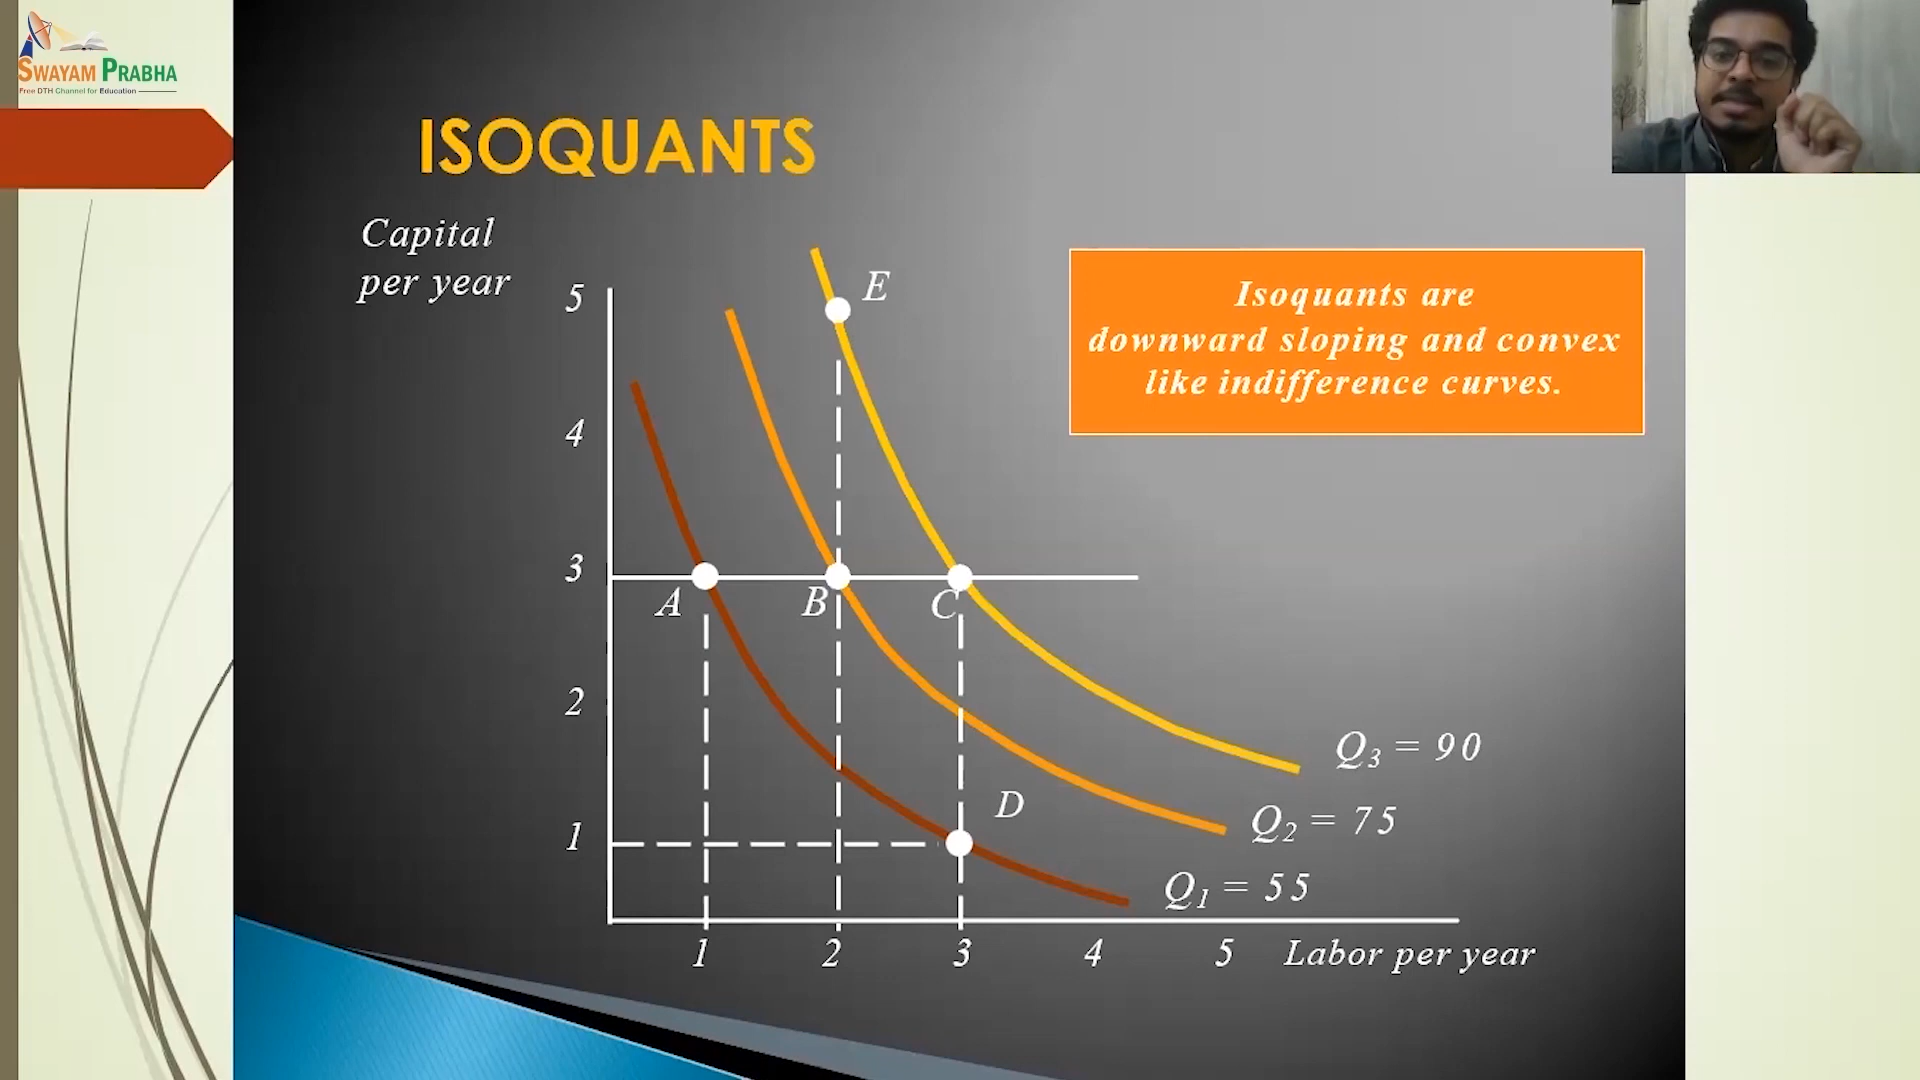 SWAYAM PRABHA
Free DTH Channel for Education
ISOQUANTS
Capital
per year
Isoquants are
downward sloping and convex
like indifference curves.
5
4
3
2
1
E
A
B
C
D
Q3 = 90
Q2 = 75
Q1 = 55
1 2 3 4 5 Labor per year